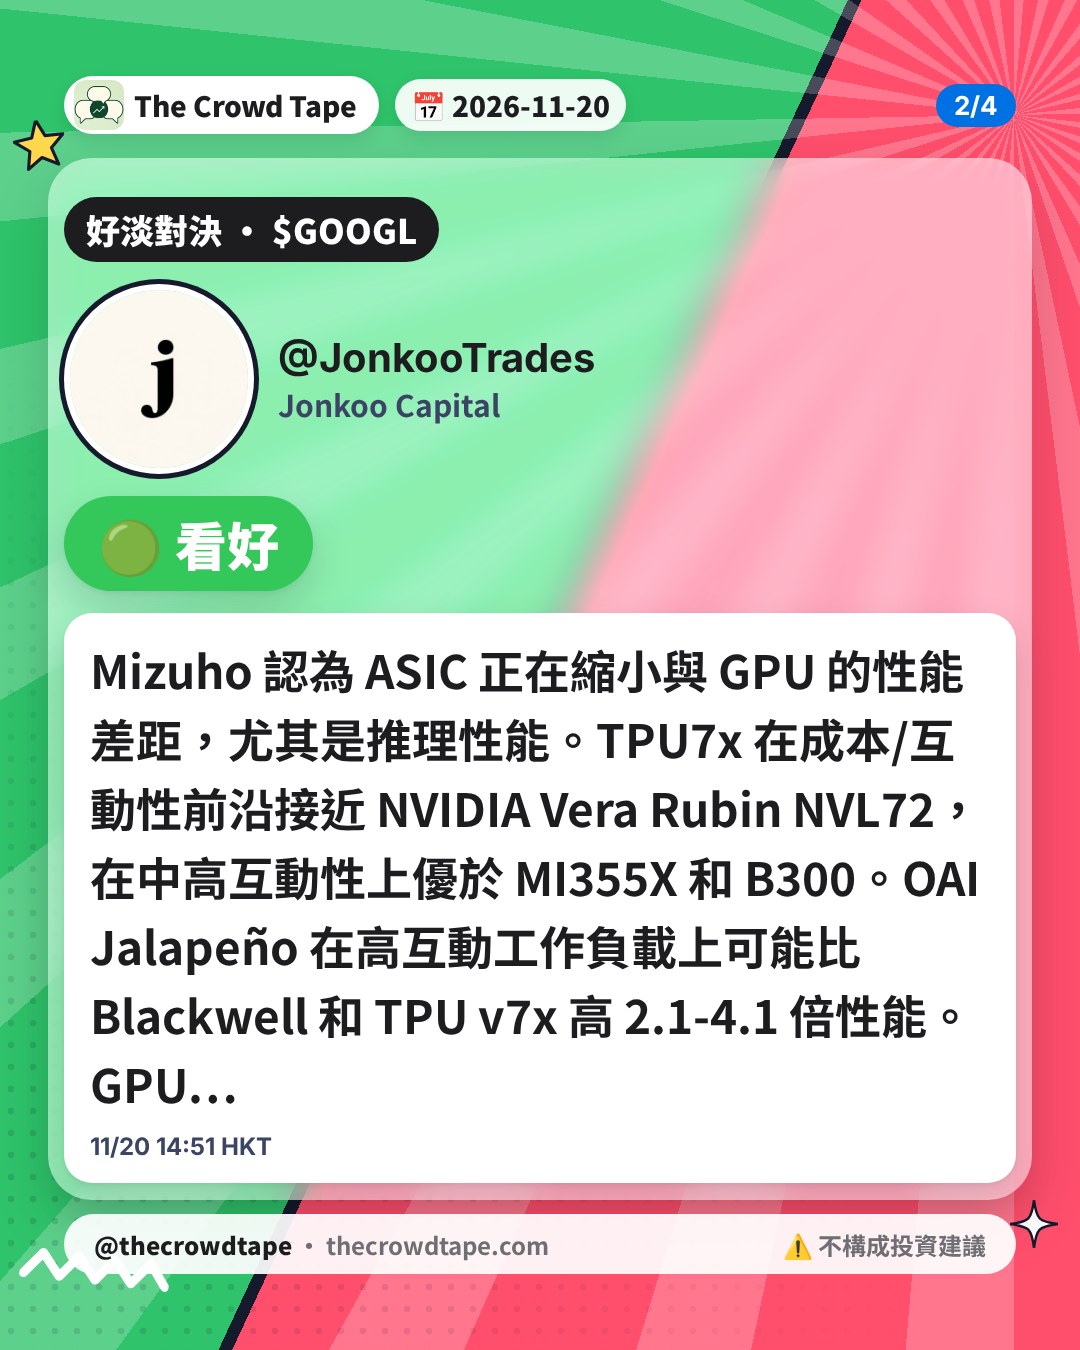 The Crowd Tape
July 17 2026-11-20
2/4
好淡對決 · $GOOGL
j
@JonkooTrades
Jonkoo Capital
看好
Mizuho 認為 ASIC 正在縮小與 GPU 的性能
差距，尤其是推理性能。TPU7x 在成本/互
動性前沿接近 NVIDIA Vera Rubin NVL72，
在中高互動性上優於 MI355X 和 B300。OAI
Jalapeño 在高互動工作負載上可能比
Blackwell 和 TPU v7x 高 2.1-4.1 倍性能。
GPU…
11/20 14:51 HKT
@thecrowdtape · thecrowdtape.com
⚠️ 不構成投資建議